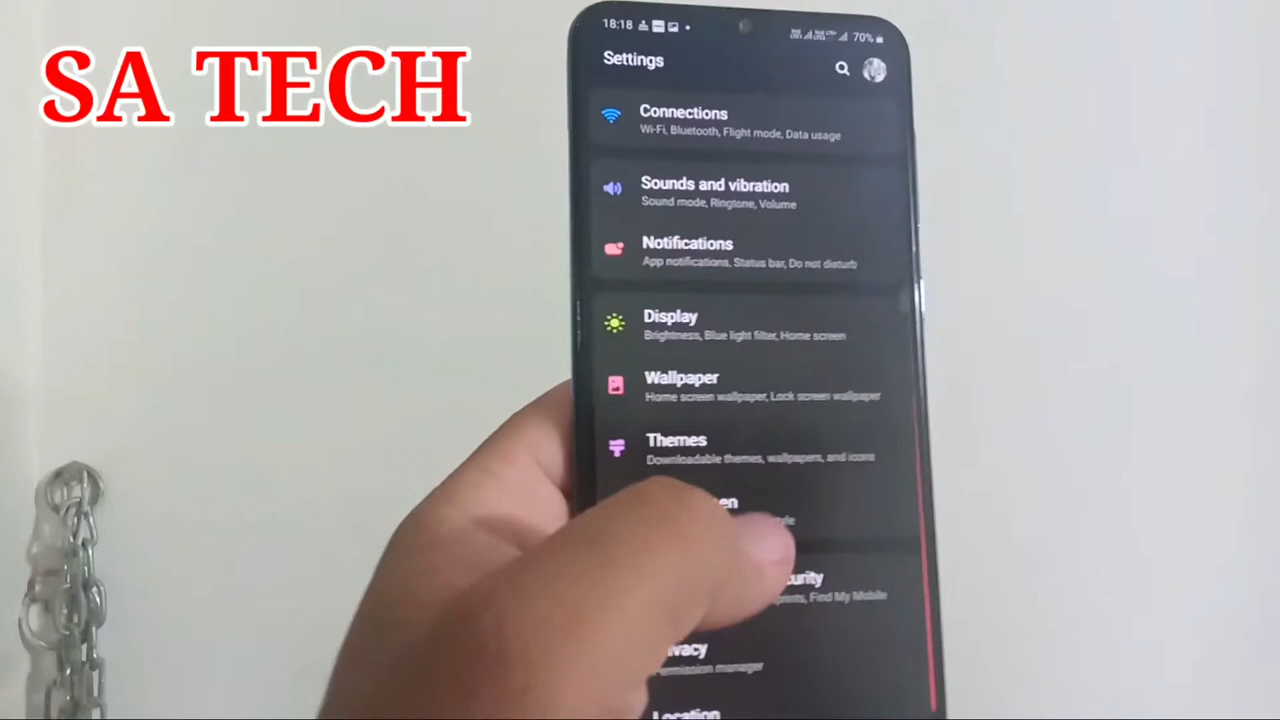 SA TECH
18:18
70%
Settings
Connections
Wi-Fi, Bluetooth, Flight mode, Data usage
Sounds and vibration
Sound mode, Ringtone, Volume
Notifications
App notifications, Status bar, Do not disturb
Display
Brightness, Blue light filter, Home screen
Wallpaper
Home screen wallpaper, Lock screen wallpaper
Themes
Downloadable themes, wallpapers, and icons
Find My Mobile
manager
Location